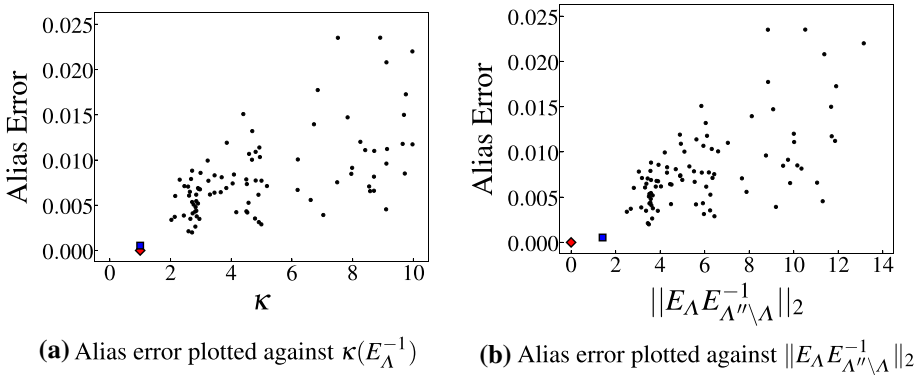 0.025
0.020
0.015
0.010
0.005
0.000
Alias Error
0 2 4 6 8 10
κ
(a) Alias error plotted against κ(E_Λ^{-1})
0.025
0.020
0.015
0.010
0.005
0.000
Alias Error
0 2 4 6 8 10 12 14
||E_Λ E_{Λ''\Λ}^{-1}||_2
(b) Alias error plotted against ‖E_Λ E_{Λ''\Λ}^{-1}‖_2